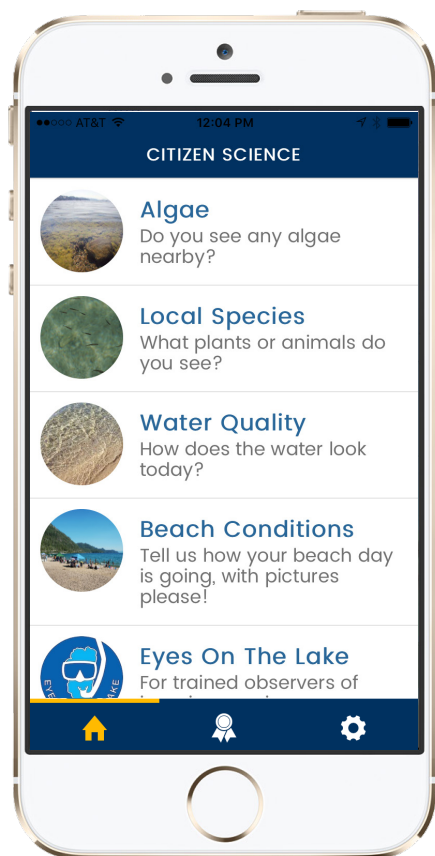 AT&T 12:04 PM
CITIZEN SCIENCE
Algae
Do you see any algae
nearby?
Local Species
What plants or animals do
you see?
Water Quality
How does the water look
today?
Beach Conditions
Tell us how your beach day
is going, with pictures
please!
Eyes On The Lake
For trained observers of
EYE
AKE